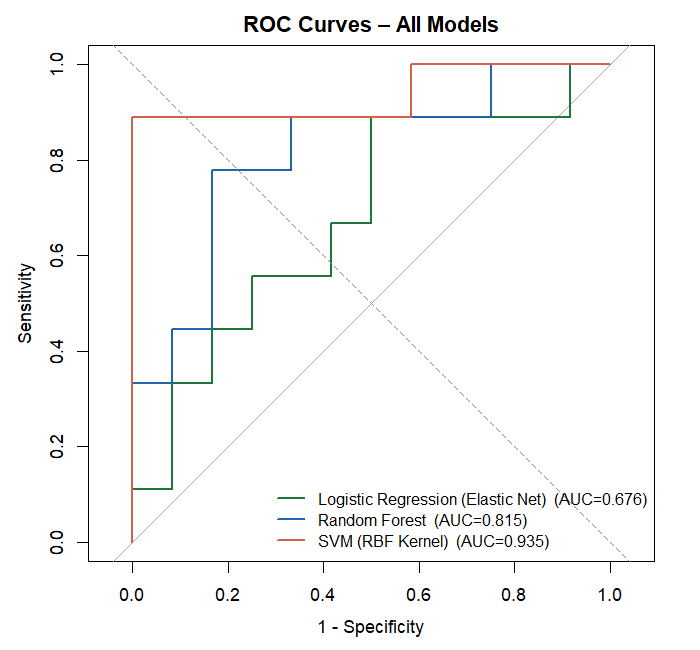 ROC Curves – All Models
Sensitivity
1.0
0.8
0.6
0.4
0.2
0.0
Logistic Regression (Elastic Net) (AUC=0.676)
Random Forest (AUC=0.815)
SVM (RBF Kernel) (AUC=0.935)
0.0 0.2 0.4 0.6 0.8 1.0
1 - Specificity